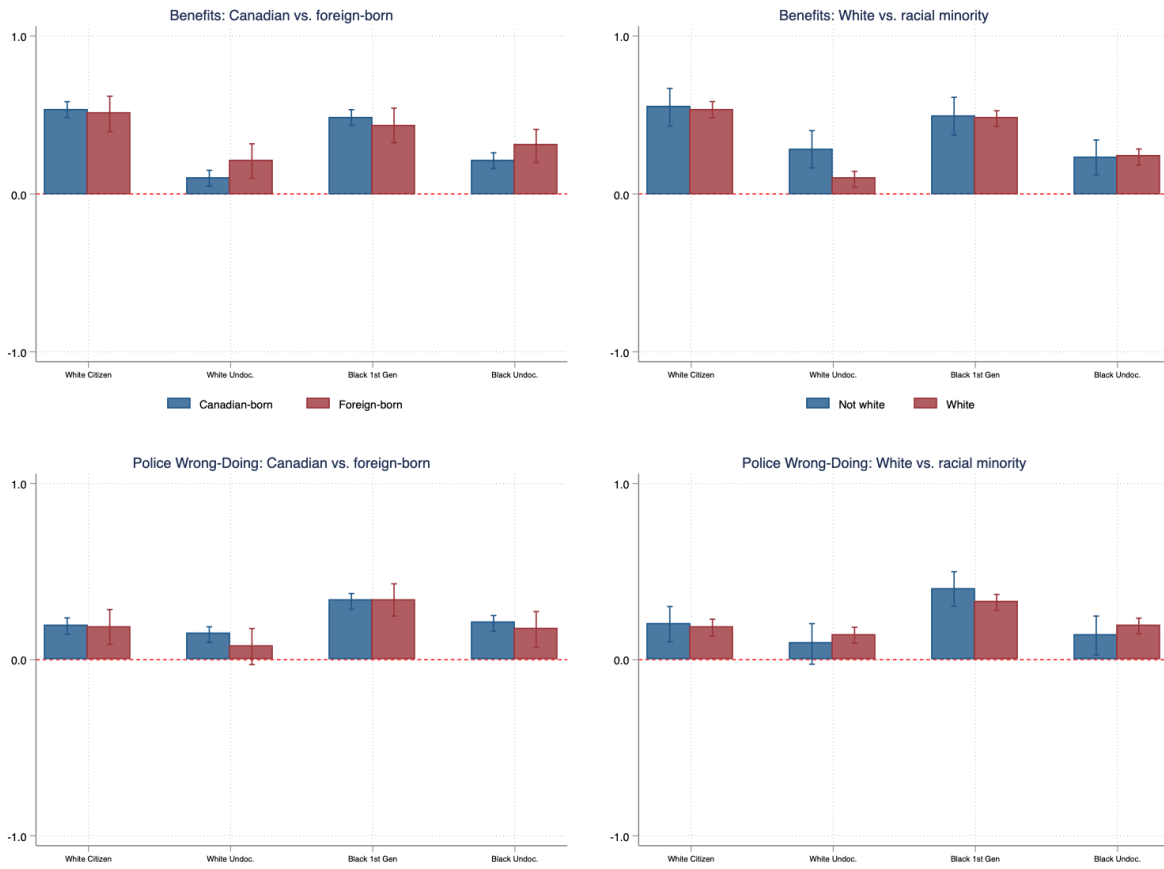 Benefits: Canadian vs. foreign-born
1.0
0.0
-1.0
White Citizen White Undoc. Black 1st Gen Black Undoc.
Canadian-born Foreign-born
Benefits: White vs. racial minority
1.0
0.0
-1.0
White Citizen White Undoc. Black 1st Gen Black Undoc.
Not white White
Police Wrong-Doing: Canadian vs. foreign-born
1.0
0.0
-1.0
White Citizen White Undoc. Black 1st Gen Black Undoc.
Police Wrong-Doing: White vs. racial minority
1.0
0.0
-1.0
White Citizen White Undoc. Black 1st Gen Black Undoc.